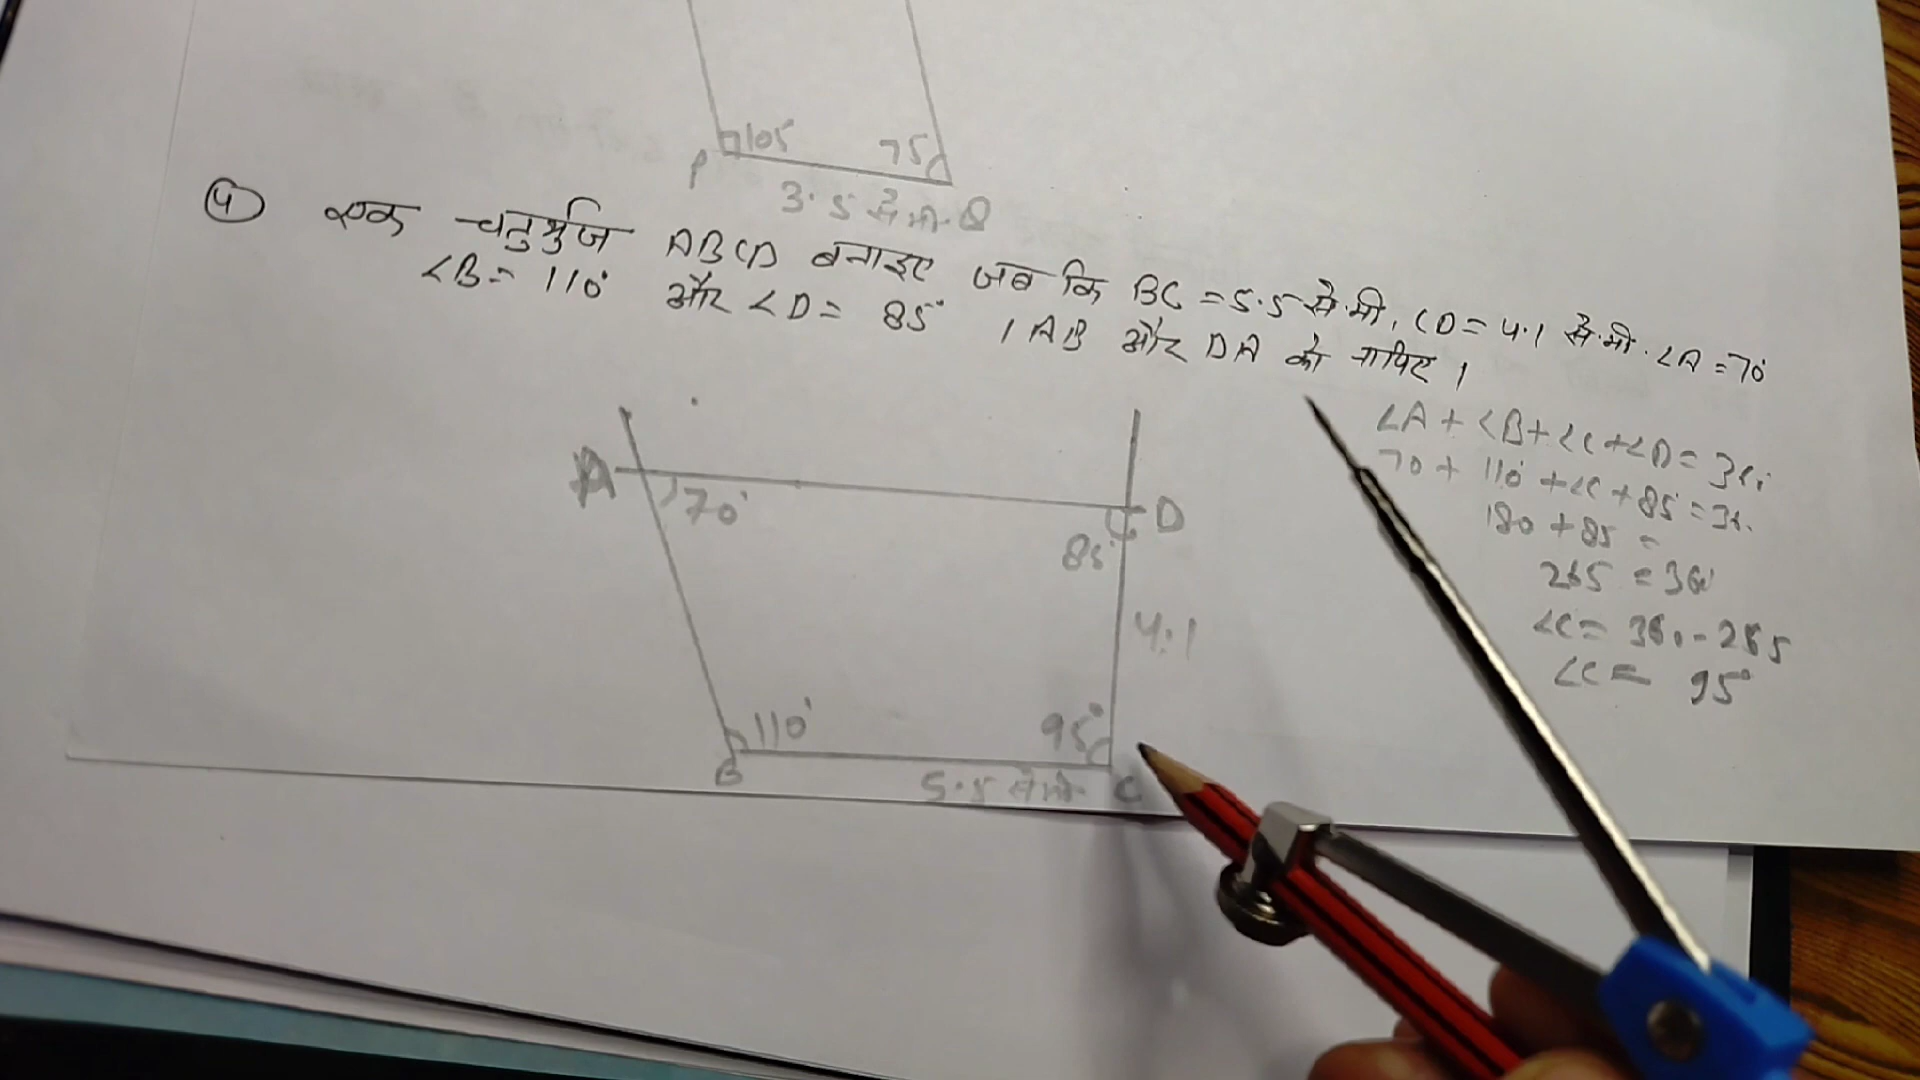 105 75
P 3.5 से.मी. Q
4 एक चतुर्भुज ABCD बनाइए जब कि BC = 5.5 से.मी, CD = 4.1 से.मी. ∠A = 70°
∠B = 110° और ∠D = 85° । AB और DA को नापिए ।
∠A + ∠B + ∠C + ∠D = 360
70 + 110 + ∠C + 85 = 360
180 + 85 =
265 = 360
∠C = 360 - 265
∠C = 95°
A 70° D
85°
4.1
110° 95°
B 5.5 से.मी. C